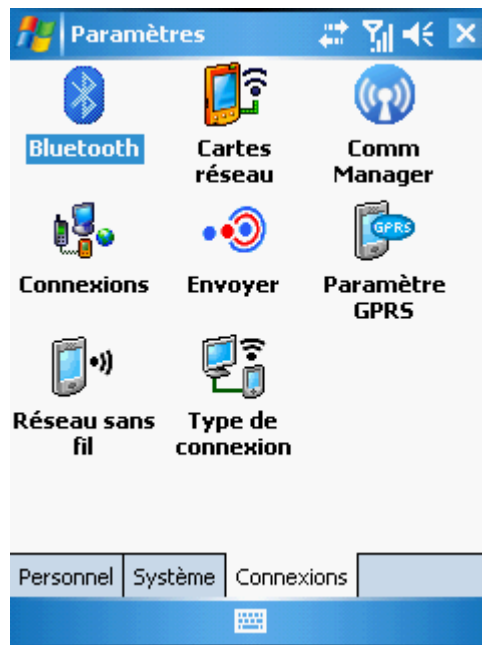 Paramètres
Bluetooth
Cartes
réseau
Comm
Manager
Connexions
Envoyer
GPRS
Paramètre
GPRS
Réseau sans
fil
Type de
connexion
Personnel
Système
Connexions